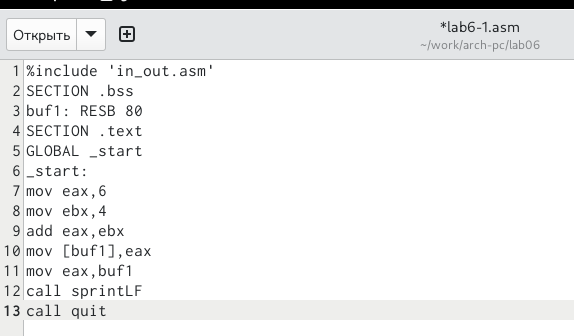 Открыть
*lab6-1.asm
~/work/arch-pc/lab06
1 %include 'in_out.asm'
2 SECTION .bss
3 buf1: RESB 80
4 SECTION .text
5 GLOBAL _start
6 _start:
7 mov eax,6
8 mov ebx,4
9 add eax,ebx
10 mov [buf1],eax
11 mov eax,buf1
12 call sprintLF
13 call quit